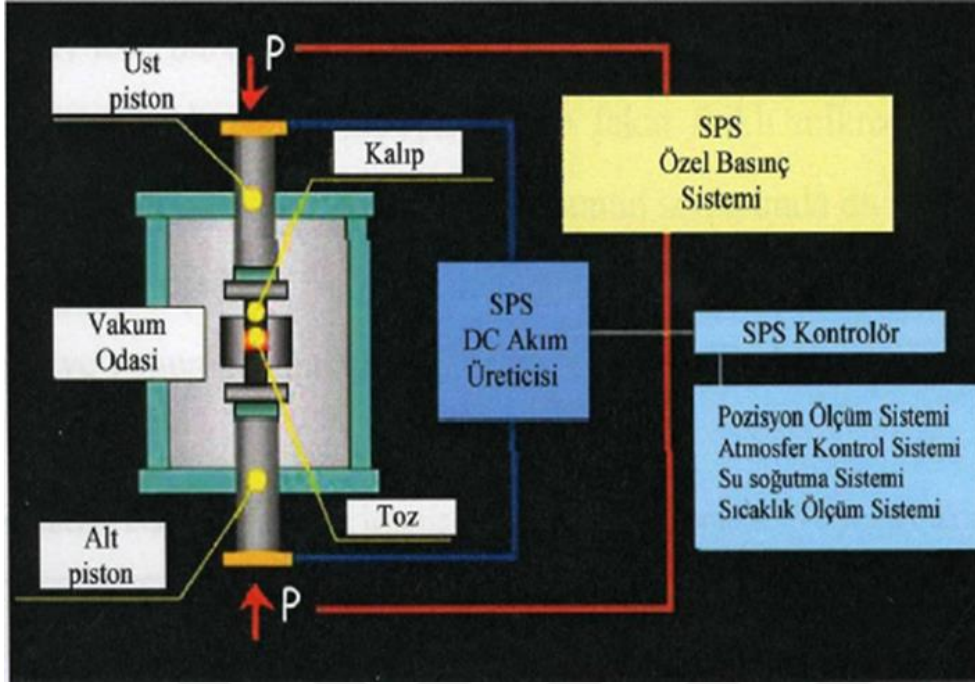 Üst
piston
P
Kalıp
SPS
Özel Basınç
Sistemi
Vakum
Odasi
SPS
DC Akım
Üreticisi
SPS Kontrolör
Pozisyon Ölçüm Sistemi
Atmosfer Kontrol Sistemi
Su soğutma Sistemi
Sıcaklık Ölçüm Sistemi
Toz
Alt
piston
P